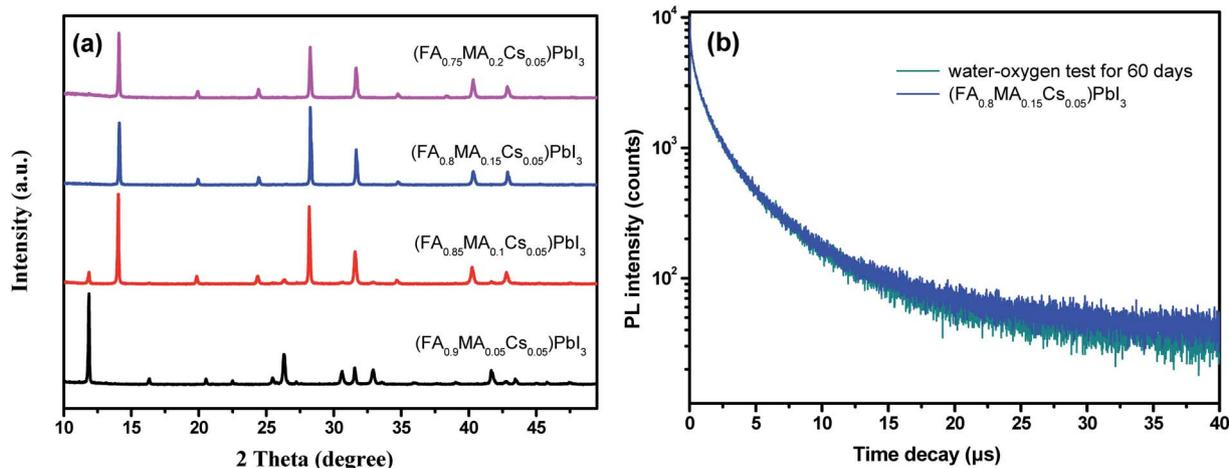 (a)
(FA0.75MA0.2Cs0.05)PbI3
(FA0.8MA0.15Cs0.05)PbI3
(FA0.85MA0.1Cs0.05)PbI3
(FA0.9MA0.05Cs0.05)PbI3
Intensity (a.u.)
10 15 20 25 30 35 40 45
2 Theta (degree)
(b)
water-oxygen test for 60 days
(FA0.8MA0.15Cs0.05)PbI3
PL intensity (counts)
10^4
10^3
10^2
0 5 10 15 20 25 30 35 40
Time decay (μs)